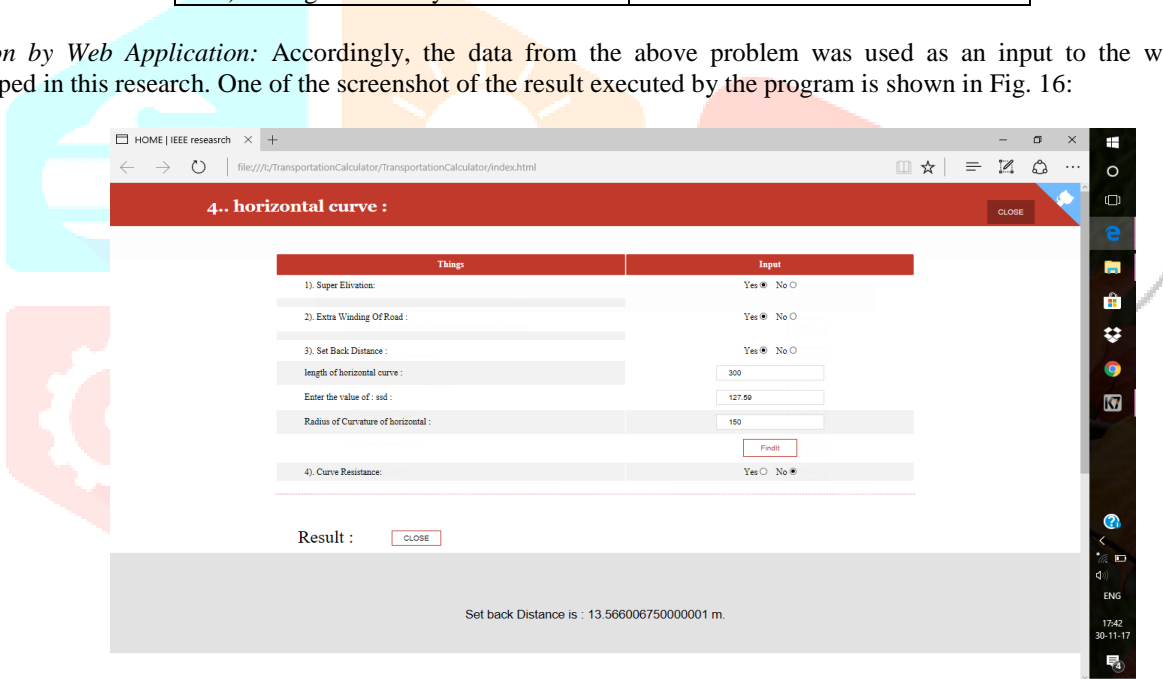 on by Web Application: Accordingly, the data from the above problem was used as an input to the w
ped in this research. One of the screenshot of the result executed by the program is shown in Fig. 16:
HOME | IEEE reseasrch
file:///I:/TransportationCalculator/TransportationCalculator/index.html
4.. horizontal curve :
CLOSE
Things Input
1). Super Elivation: Yes No
2). Extra Winding Of Road : Yes No
3). Set Back Distance : Yes No
length of horizontal curve : 300
Enter the value of : ssd : 127.59
Radius of Curvature of horizontal : 150
FindIt
4). Curve Resistance: Yes No
Result : CLOSE
Set back Distance is : 13.566006750000001 m.
ENG
17:42
30-11-17
4